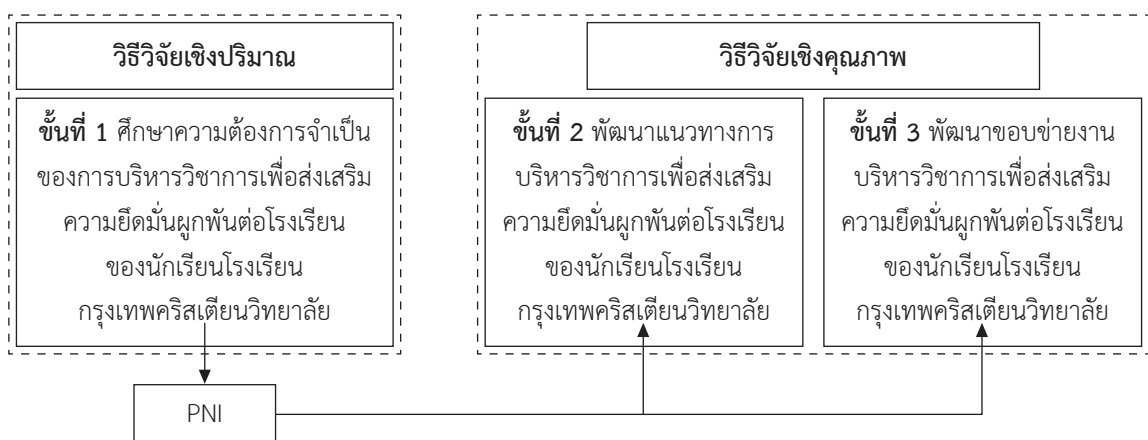 วิธีวิจัยเชิงปริมาณ
ขั้นที่ 1 ศึกษาความต้องการจำเป็น
ของการบริหารวิชาการเพื่อส่งเสริม
ความยึดมั่นผูกพันต่อโรงเรียน
ของนักเรียนโรงเรียน
กรุงเทพคริสเตียนวิทยาลัย
วิธีวิจัยเชิงคุณภาพ
ขั้นที่ 2 พัฒนาแนวทางการ
บริหารวิชาการเพื่อส่งเสริม
ความยึดมั่นผูกพันต่อโรงเรียน
ของนักเรียนโรงเรียน
กรุงเทพคริสเตียนวิทยาลัย
ขั้นที่ 3 พัฒนาขอบข่ายงาน
บริหารวิชาการเพื่อส่งเสริม
ความยึดมั่นผูกพันต่อโรงเรียน
ของนักเรียนโรงเรียน
กรุงเทพคริสเตียนวิทยาลัย
PNI